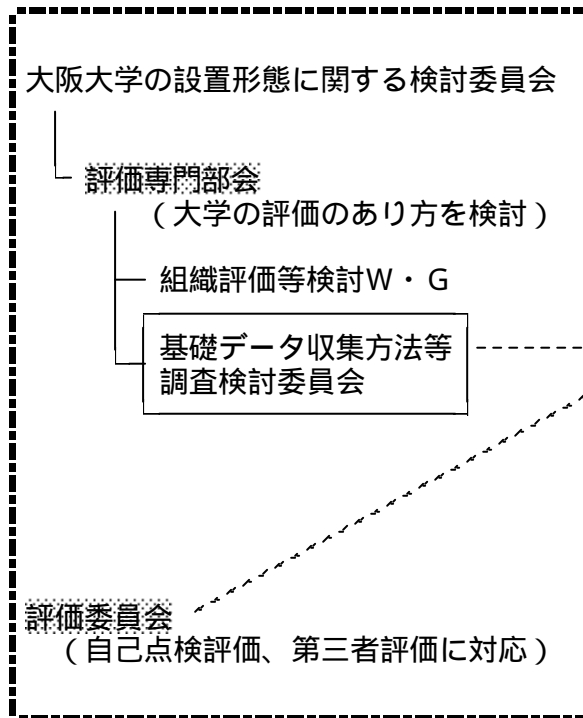 大阪大学の設置形態に関する検討委員会
評価専門部会
（大学の評価のあり方を検討）
組織評価等検討Ｗ・Ｇ
基礎データ収集方法等
調査検討委員会
評価委員会
（自己点検評価、第三者評価に対応）